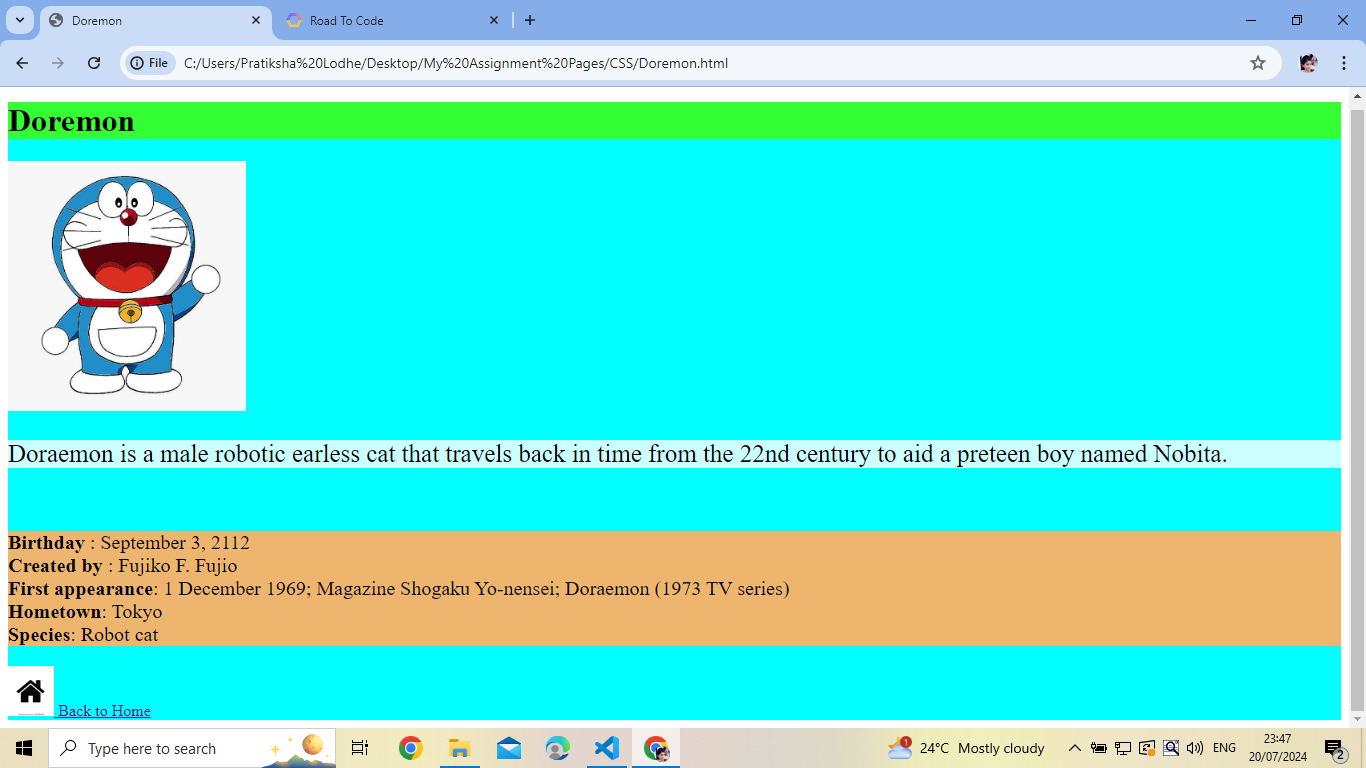 Doremon
Road To Code
File
C:/Users/Pratiksha%20Lodhe/Desktop/My%20Assignment%20Pages/CSS/Doremon.html
Doremon
Doraemon is a male robotic earless cat that travels back in time from the 22nd century to aid a preteen boy named Nobita.
Birthday : September 3, 2112
Created by : Fujiko F. Fujio
First appearance: 1 December 1969; Magazine Shogaku Yo-nensei; Doraemon (1973 TV series)
Hometown: Tokyo
Species: Robot cat
Back to Home
Type here to search
1
24°C Mostly cloudy
ENG
23:47
20/07/2024
2